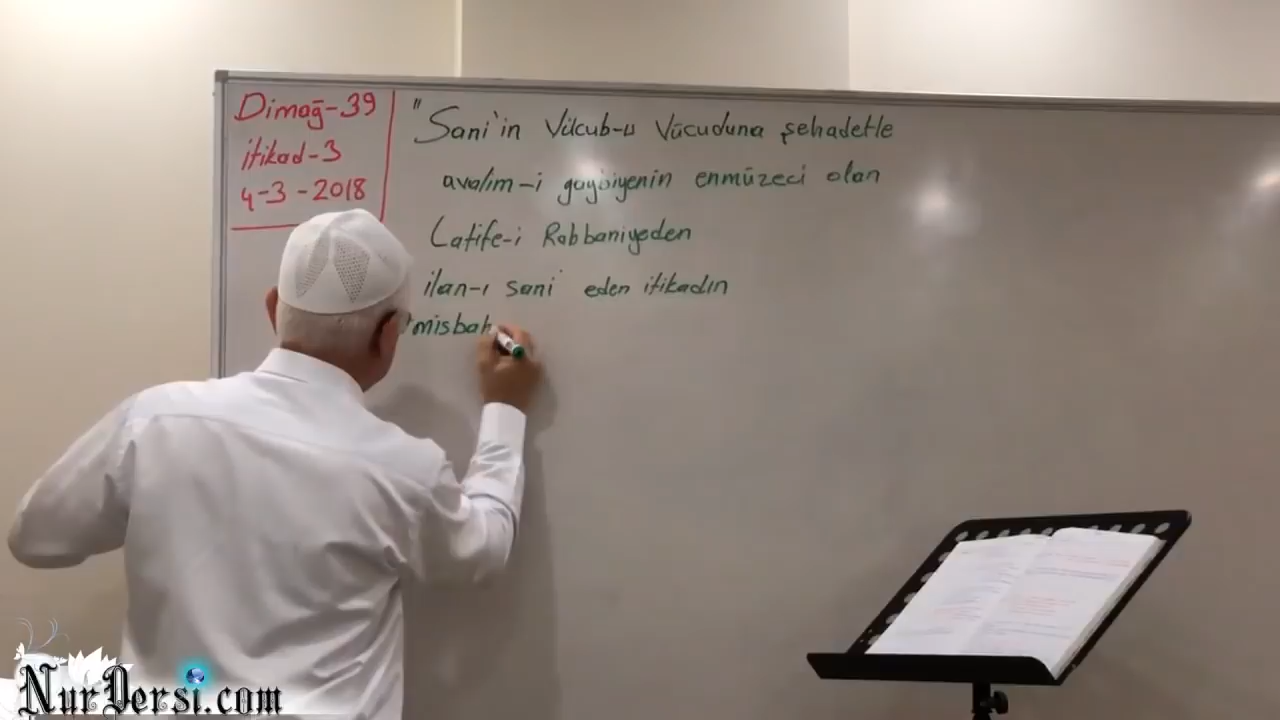 Dimağ-39
itikad-3
4-3-2018
"Sani'in Vücub-u Vücuduna şehadetle
avalim-i gaybiyenin enmüzeci olan
Latife-i Rabbaniyeden
ilan-ı sani' eden itikadın
misbah
NurDersi.com